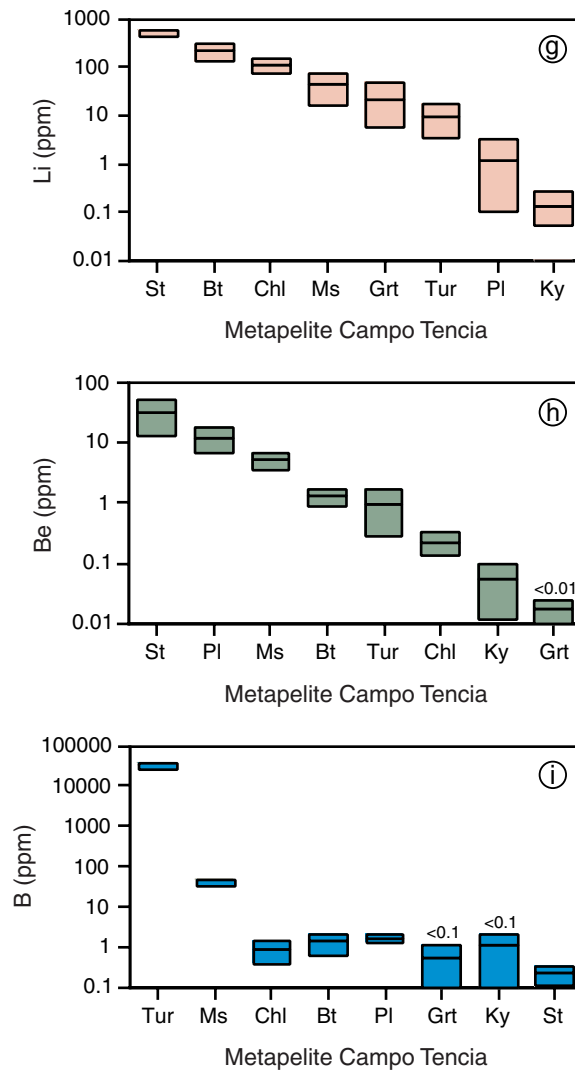 1000
100
10
1
0.1
0.01
Li (ppm)
g
St Bt Chl Ms Grt Tur Pl Ky
Metapelite Campo Tencia
100
10
1
0.1
0.01
Be (ppm)
h
<0.01
St Pl Ms Bt Tur Chl Ky Grt
Metapelite Campo Tencia
100000
10000
1000
100
10
1
0.1
B (ppm)
i
<0.1 <0.1
Tur Ms Chl Bt Pl Grt Ky St
Metapelite Campo Tencia